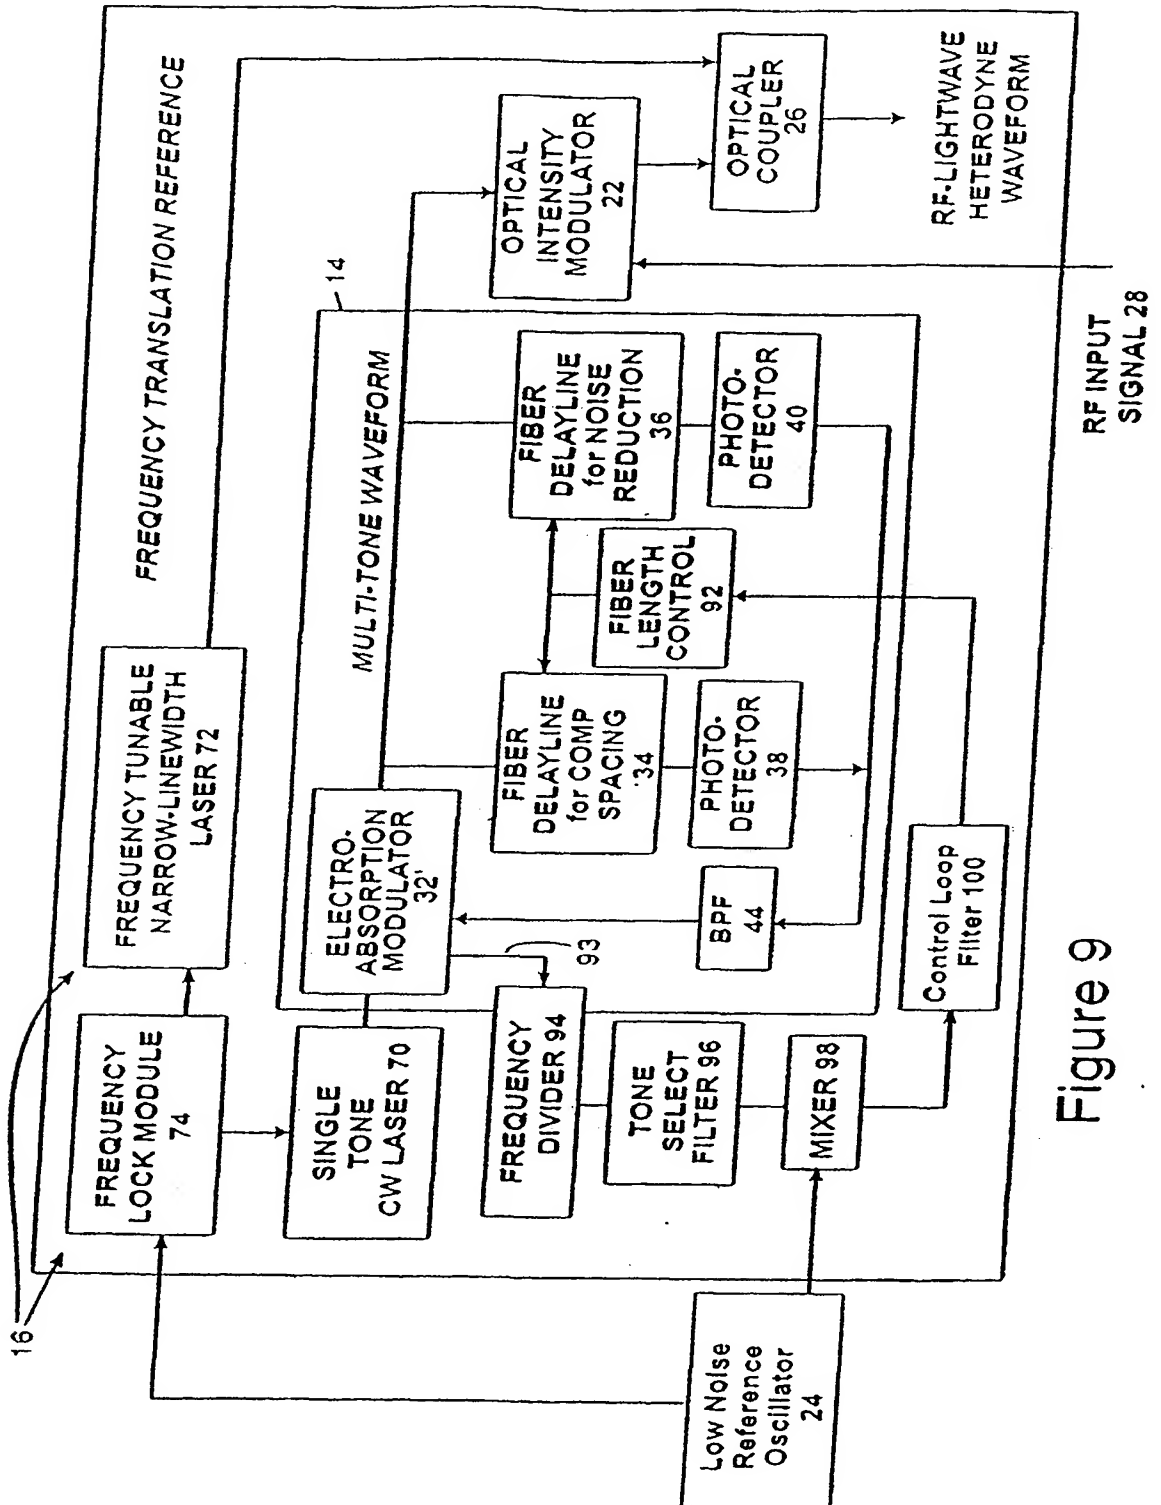 16
FREQUENCY
LOCK MODULE
74
FREQUENCY TUNABLE
NARROW-LINEWIDTH
LASER 72
FREQUENCY TRANSLATION REFERENCE
SINGLE
TONE
CW LASER 70
ELECTRO-
ABSORPTION
MODULATOR
32'
MULTI-TONE WAVEFORM
14
OPTICAL
INTENSITY
MODULATOR
22
OPTICAL
COUPLER
26
RF-LIGHTWAVE
HETERODYNE
WAVEFORM
93
FREQUENCY
DIVIDER 94
FIBER
DELAYLINE
for COMP
SPACING
34
FIBER
DELAYLINE
for NOISE
REDUCTION
36
FIBER
LENGTH
CONTROL
92
TONE
SELECT
FILTER 96
BPF
44
PHOTO-
DETECTOR
38
PHOTO-
DETECTOR
40
MIXER 98
Low Noise
Reference
Oscillator
24
Control Loop
Filter 100
RF INPUT
SIGNAL 28
Figure 9